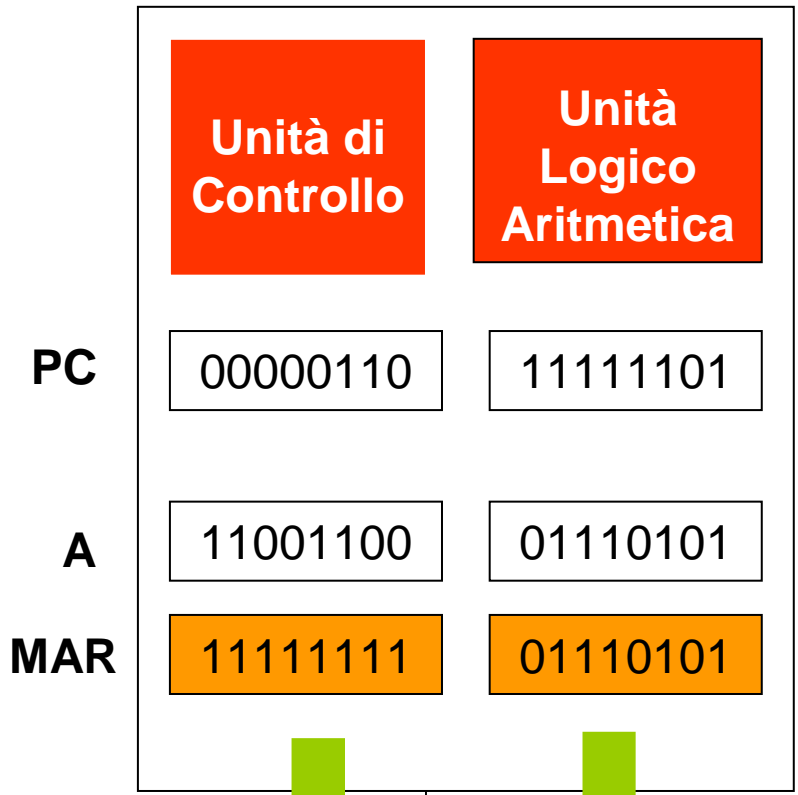 Unità di
Controllo
Unità
Logico
Aritmetica
PC 00000110 11111101
A 11001100 01110101
MAR 11111111 01110101